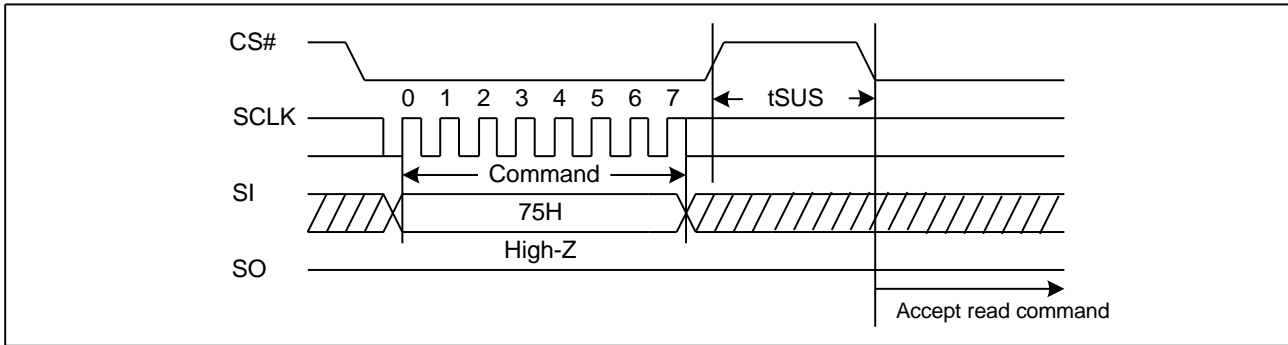 CS#
tSUS
0 1 2 3 4 5 6 7
SCLK
Command
SI
75H
High-Z
SO
Accept read command